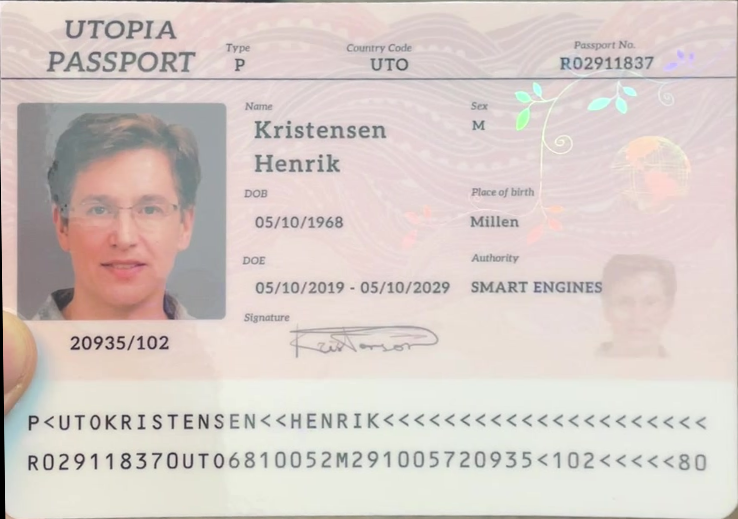 UTOPIA
PASSPORT
Type
P
Country Code
UTO
Passport No.
R02911837
Name
Kristensen
Henrik
Sex
M
DOB
05/10/1968
Place of birth
Millen
DOE
05/10/2019 - 05/10/2029
Authority
SMART ENGINES
Signature
Kristensen
20935/102
P<UTOKRISTENSEN<<HENRIK<<<<<<<<<<<<<<<<<<<<<
R029118370UTO6810052M291005720935<102<<<<<80